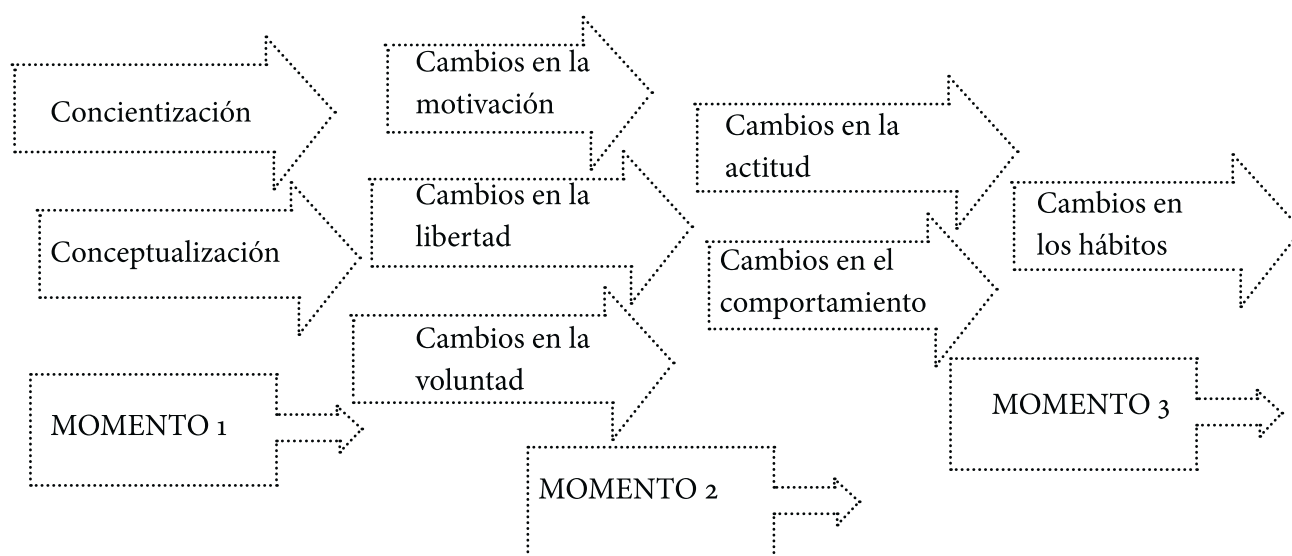 Concientización
Conceptualización
MOMENTO 1
Cambios en la
motivación
Cambios en la
libertad
Cambios en la
voluntad
MOMENTO 2
Cambios en la
actitud
Cambios en el
comportamiento
Cambios en
los hábitos
MOMENTO 3